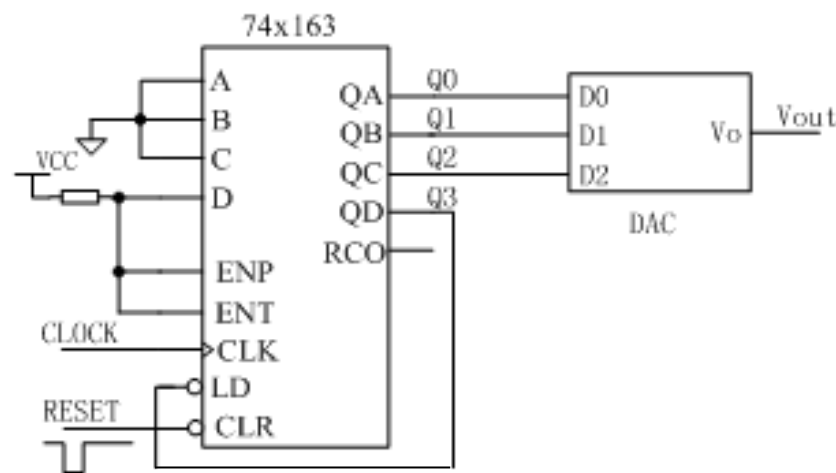 74x163
A
B
C
D
ENP
ENT
CLK
LD
CLR
QA
QB
QC
QD
RCO
VCC
CLOCK
RESET
Q0
Q1
Q2
Q3
D0
D1
D2
Vo
DAC
Vout